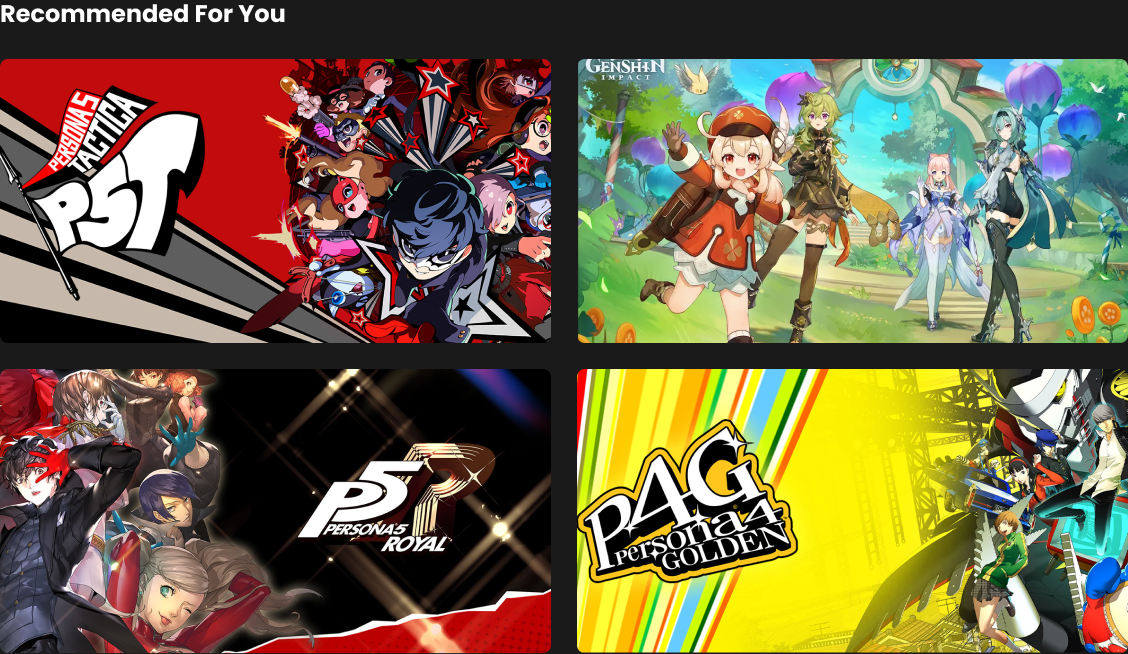 Recommended For You
PERSONA5
TACTICA
P5T
GENSHIN
IMPACT
P5R
PERSONA5
ROYAL
P4G
Persona4
GOLDEN